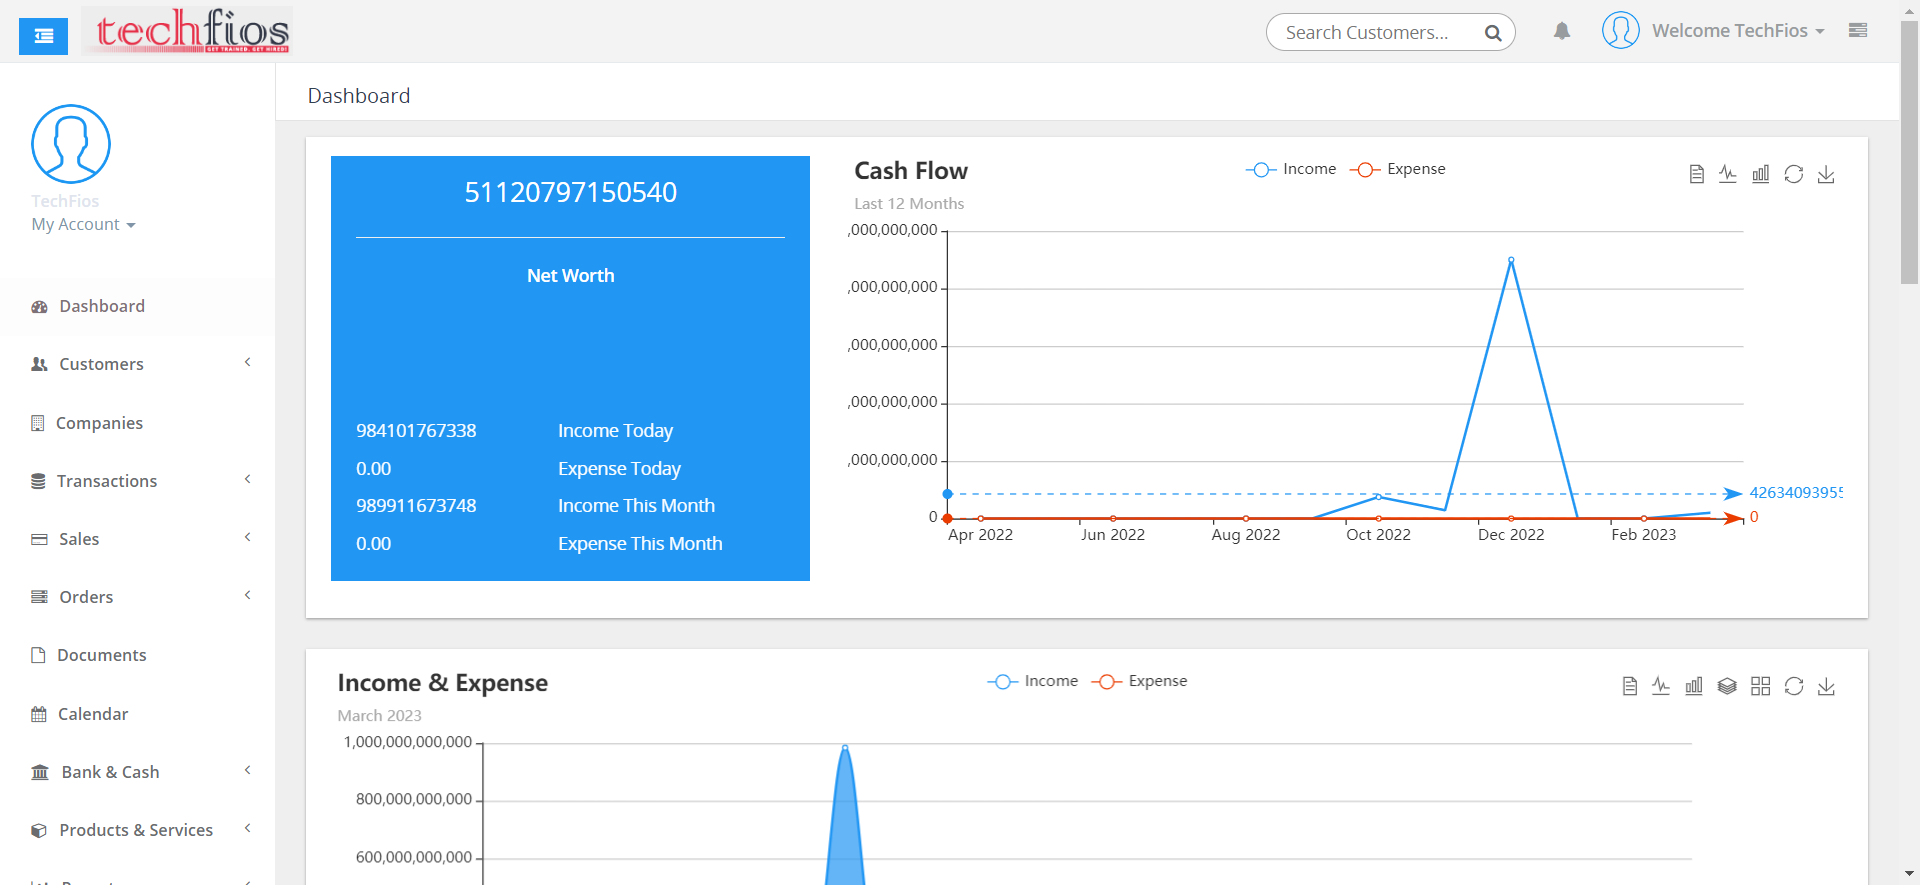 techfios
GET TRAINED. GET HIRED!
Search Customers...
Welcome TechFios
TechFios
My Account
Dashboard
Customers
Companies
Transactions
Sales
Orders
Documents
Calendar
Bank & Cash
Products & Services
Dashboard
51120797150540
Net Worth
984101767338 Income Today
0.00 Expense Today
989911673748 Income This Month
0.00 Expense This Month
Cash Flow
Last 12 Months
Income Expense
,000,000,000
,000,000,000
,000,000,000
,000,000,000
,000,000,000
0
42634093955
0
Apr 2022 Jun 2022 Aug 2022 Oct 2022 Dec 2022 Feb 2023
Income & Expense
March 2023
Income Expense
1,000,000,000,000
800,000,000,000
600,000,000,000